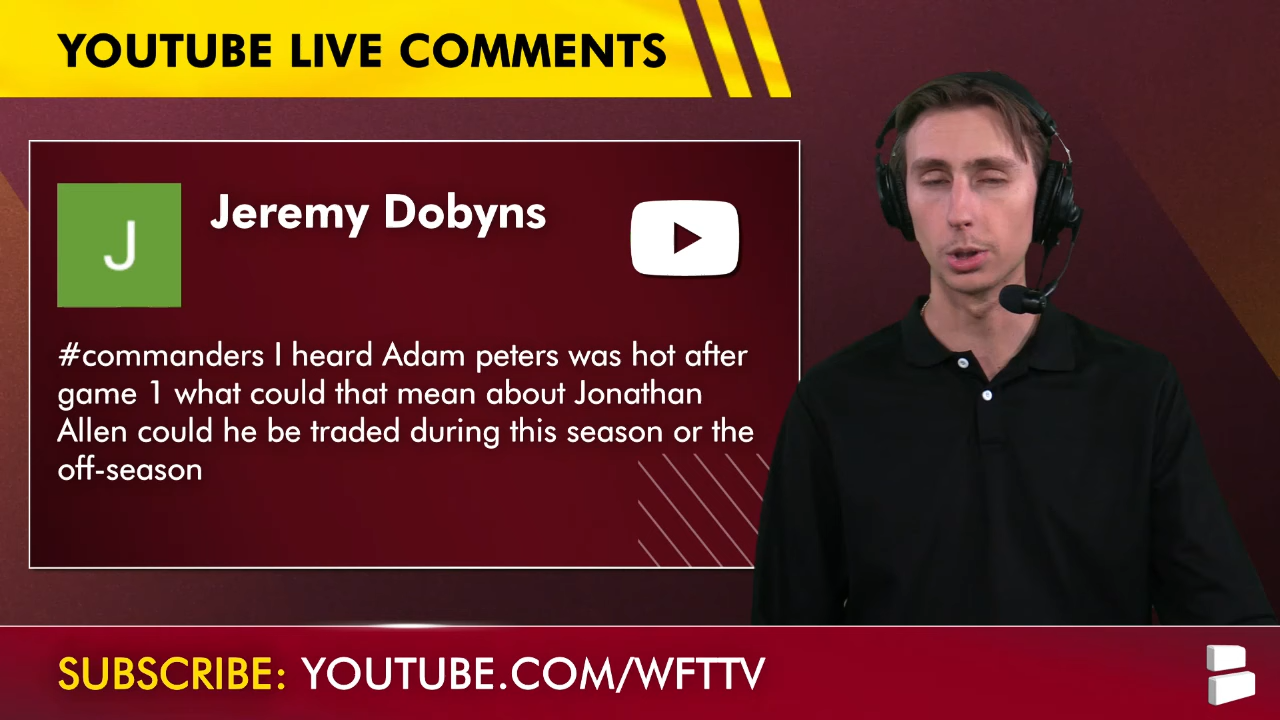 YOUTUBE LIVE COMMENTS
J
Jeremy Dobyns
#commanders I heard Adam peters was hot after
game 1 what could that mean about Jonathan
Allen could he be traded during this season or the
off-season
SUBSCRIBE: YOUTUBE.COM/WFTTV